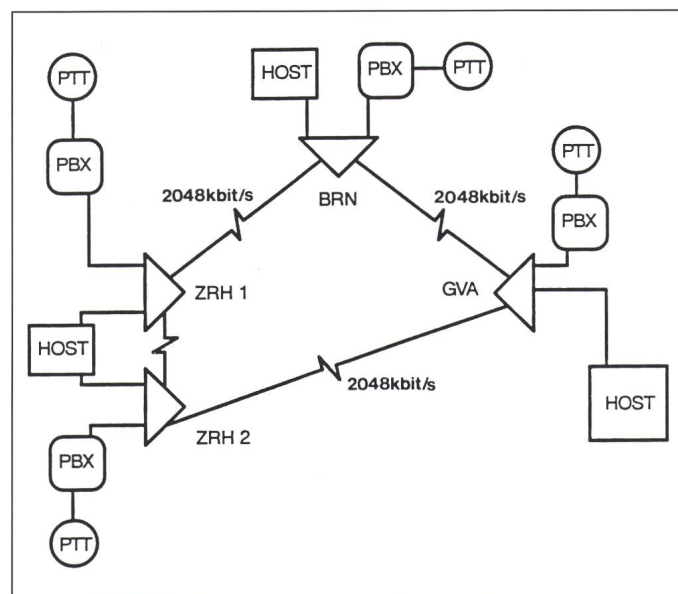 PTT
HOST
PBX
PTT
PBX
PTT
2048kbit/s
2048kbit/s
BRN
PBX
ZRH 1
GVA
HOST
2048kbit/s
HOST
ZRH 2
PBX
PTT